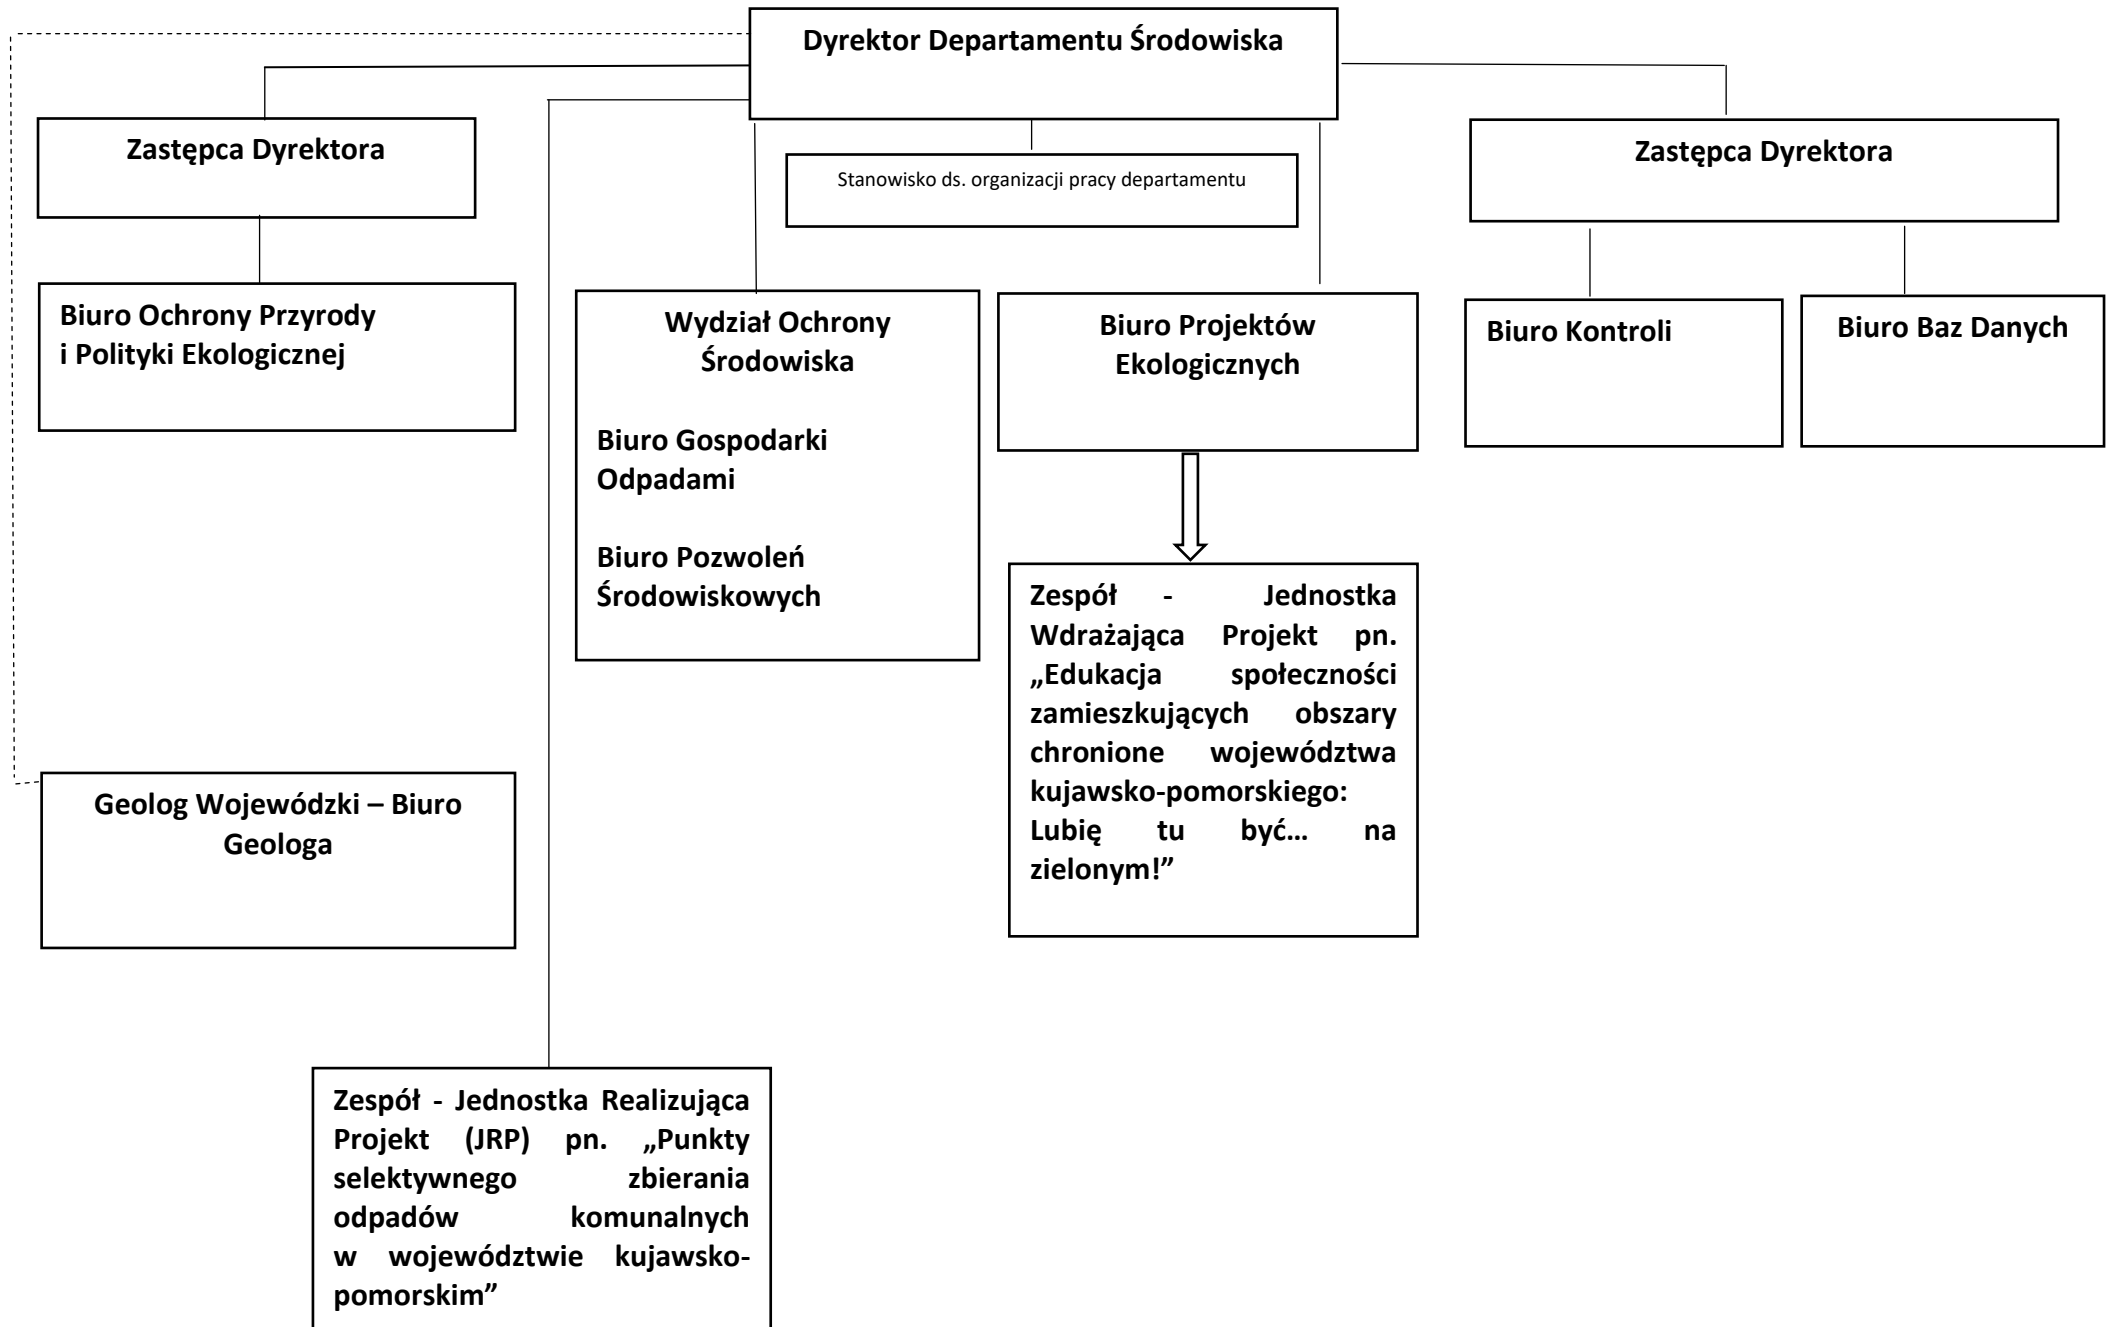 Dyrektor Departamentu Środowiska
Zastępca Dyrektora
Stanowisko ds. organizacji pracy departamentu
Zastępca Dyrektora
Biuro Ochrony Przyrody
i Polityki Ekologicznej
Wydział Ochrony
Środowiska
Biuro Gospodarki
Odpadami
Biuro Pozwoleń
Środowiskowych
Biuro Projektów
Ekologicznych
Biuro Kontroli
Biuro Baz Danych
Zespół - Jednostka
Wdrażająca Projekt pn.
„Edukacja społeczności
zamieszkujących obszary
chronione województwa
kujawsko-pomorskiego:
Lubię tu być… na
zielonym!”
Geolog Wojewódzki – Biuro
Geologa
Zespół - Jednostka Realizująca
Projekt (JRP) pn. „Punkty
selektywnego zbierania
odpadów komunalnych
w województwie kujawsko-
pomorskim”